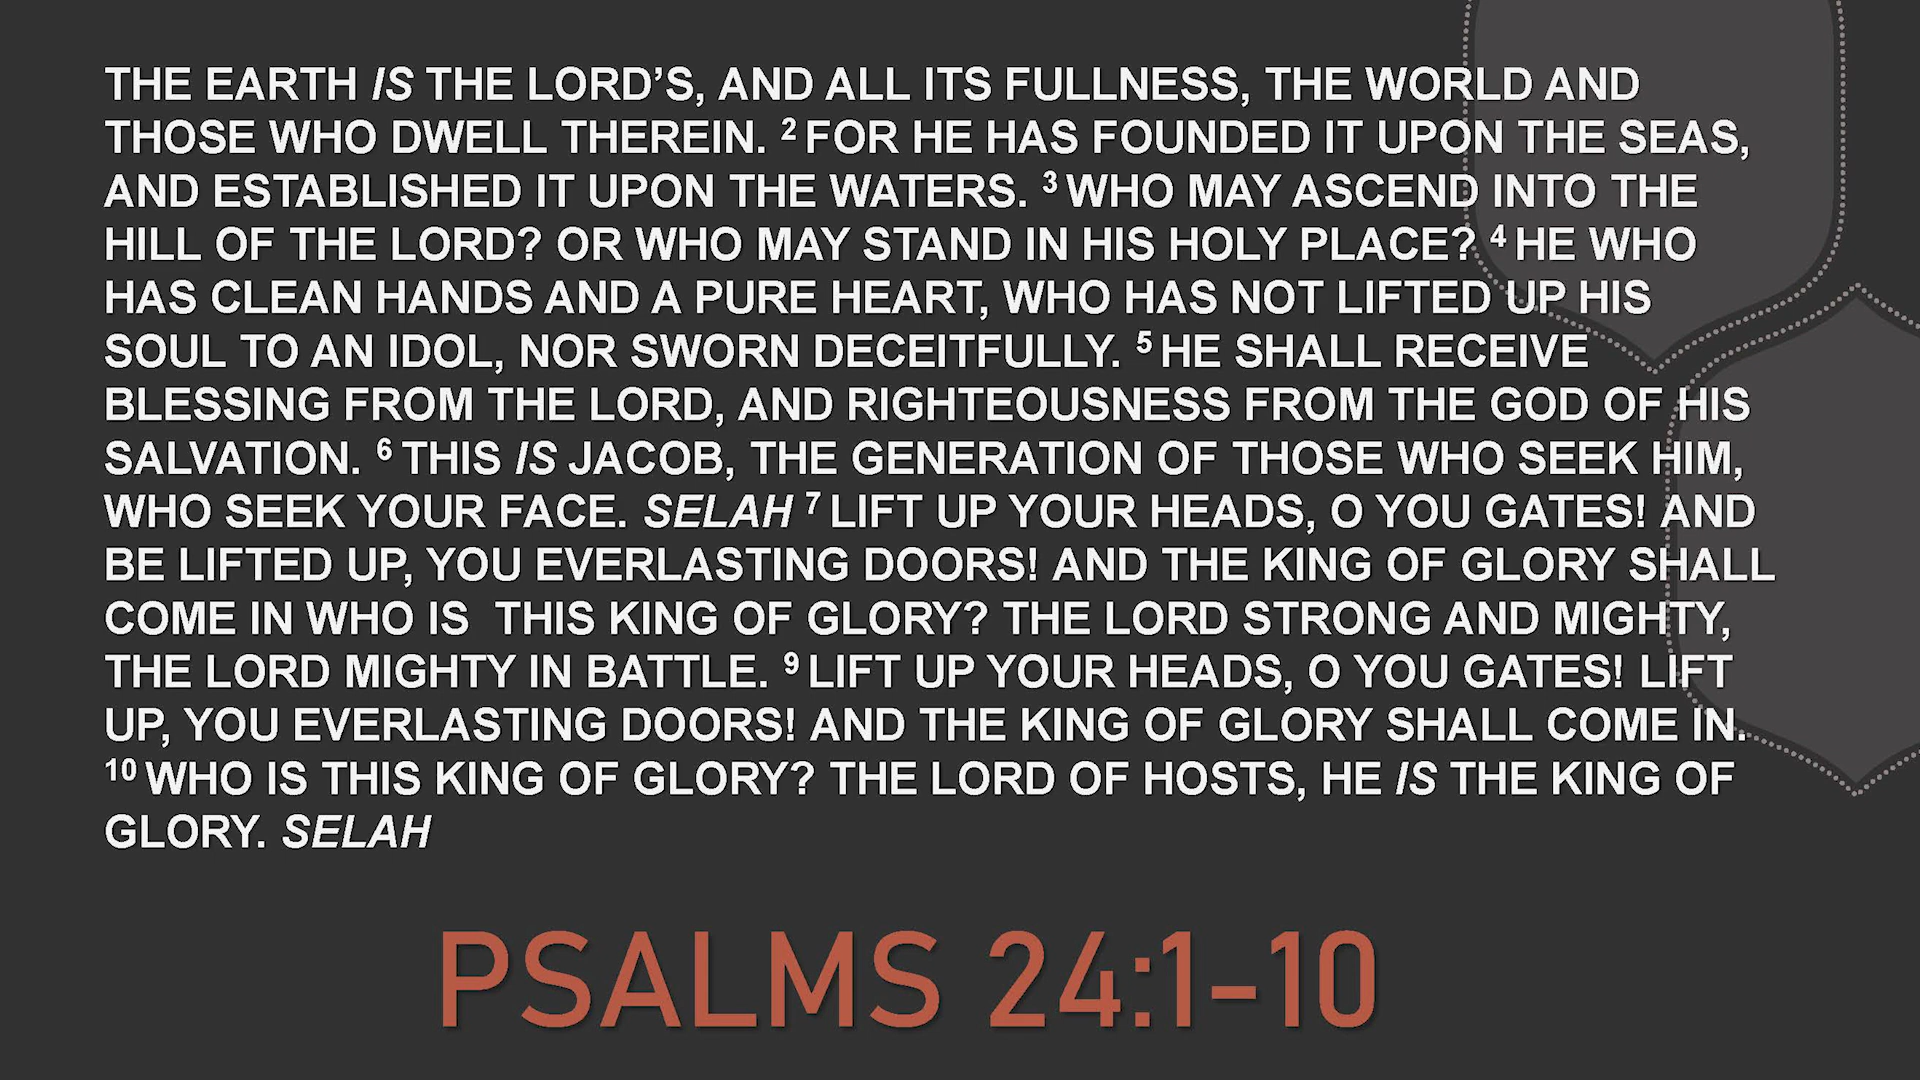 THE EARTH IS THE LORD’S, AND ALL ITS FULLNESS, THE WORLD AND
THOSE WHO DWELL THEREIN. 2 FOR HE HAS FOUNDED IT UPON THE SEAS,
AND ESTABLISHED IT UPON THE WATERS. 3 WHO MAY ASCEND INTO THE
HILL OF THE LORD? OR WHO MAY STAND IN HIS HOLY PLACE? 4 HE WHO
HAS CLEAN HANDS AND A PURE HEART, WHO HAS NOT LIFTED UP HIS
SOUL TO AN IDOL, NOR SWORN DECEITFULLY. 5 HE SHALL RECEIVE
BLESSING FROM THE LORD, AND RIGHTEOUSNESS FROM THE GOD OF HIS
SALVATION. 6 THIS IS JACOB, THE GENERATION OF THOSE WHO SEEK HIM,
WHO SEEK YOUR FACE. SELAH 7 LIFT UP YOUR HEADS, O YOU GATES! AND
BE LIFTED UP, YOU EVERLASTING DOORS! AND THE KING OF GLORY SHALL
COME IN WHO IS  THIS KING OF GLORY? THE LORD STRONG AND MIGHTY,
THE LORD MIGHTY IN BATTLE. 9 LIFT UP YOUR HEADS, O YOU GATES! LIFT
UP, YOU EVERLASTING DOORS! AND THE KING OF GLORY SHALL COME IN.
10 WHO IS THIS KING OF GLORY? THE LORD OF HOSTS, HE IS THE KING OF
GLORY. SELAH
PSALMS 24:1-10